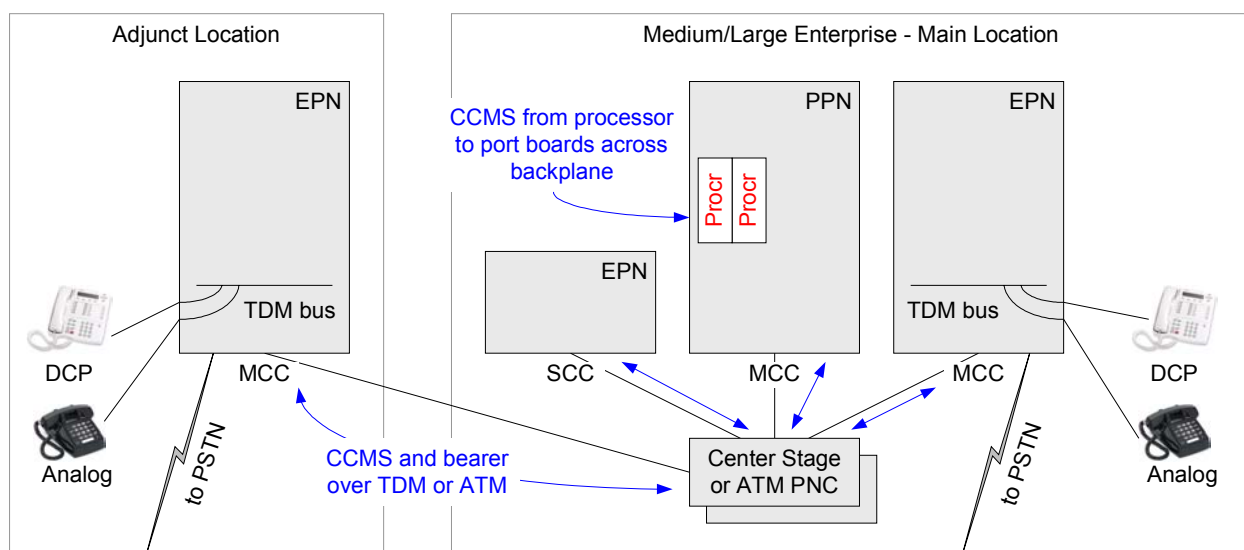 Adjunct Location
Medium/Large Enterprise - Main Location
EPN
TDM bus
DCP
Analog
MCC
to PSTN
CCMS from processor
to port boards across
backplane
PPN
Procr
Procr
EPN
SCC
MCC
EPN
TDM bus
MCC
DCP
Analog
to PSTN
CCMS and bearer
over TDM or ATM
Center Stage
or ATM PNC